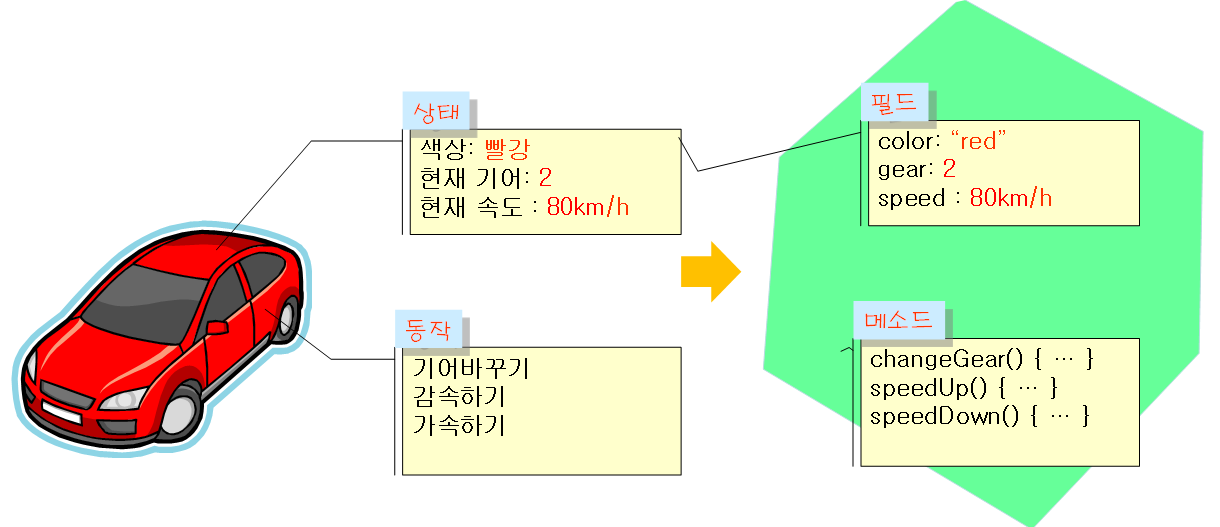 상태
색상: 빨강
현재 기어: 2
현재 속도 : 80km/h
동작
기어바꾸기
감속하기
가속하기
필드
color: “red”
gear: 2
speed : 80km/h
메소드
changeGear() { … }
speedUp() { … }
speedDown() { … }